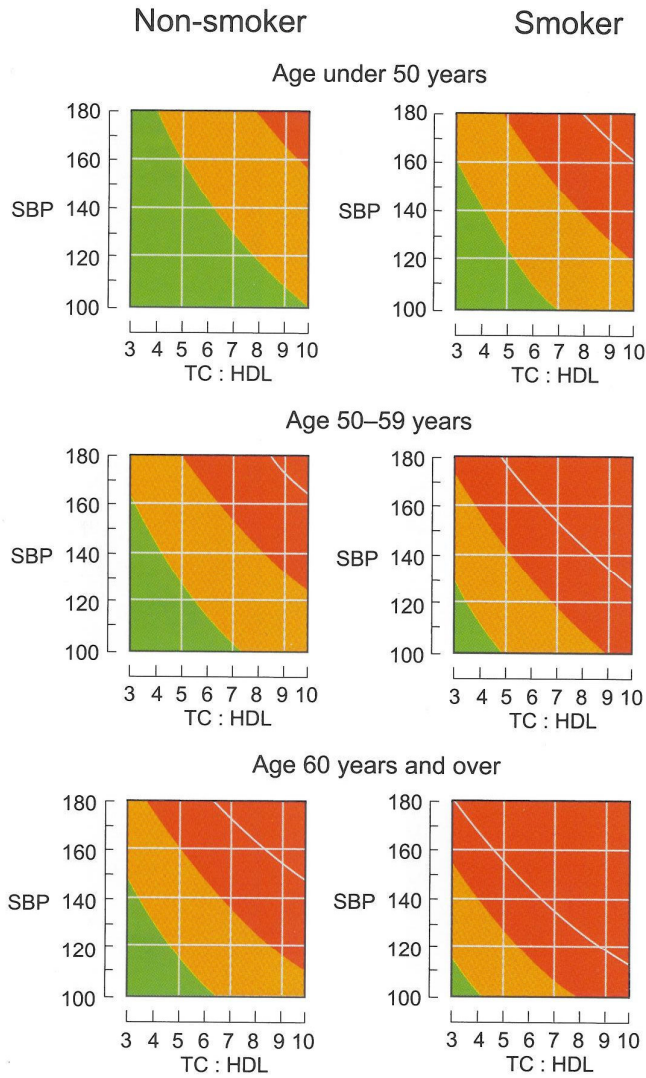 Non-smoker Smoker
Age under 50 years
180 180
160 160
SBP 140 SBP 140
120 120
100 100
3 4 5 6 7 8 9 10 3 4 5 6 7 8 9 10
TC : HDL TC : HDL
Age 50–59 years
180 180
160 160
SBP 140 SBP 140
120 120
100 100
3 4 5 6 7 8 9 10 3 4 5 6 7 8 9 10
TC : HDL TC : HDL
Age 60 years and over
180 180
160 160
SBP 140 SBP 140
120 120
100 100
3 4 5 6 7 8 9 10 3 4 5 6 7 8 9 10
TC : HDL TC : HDL